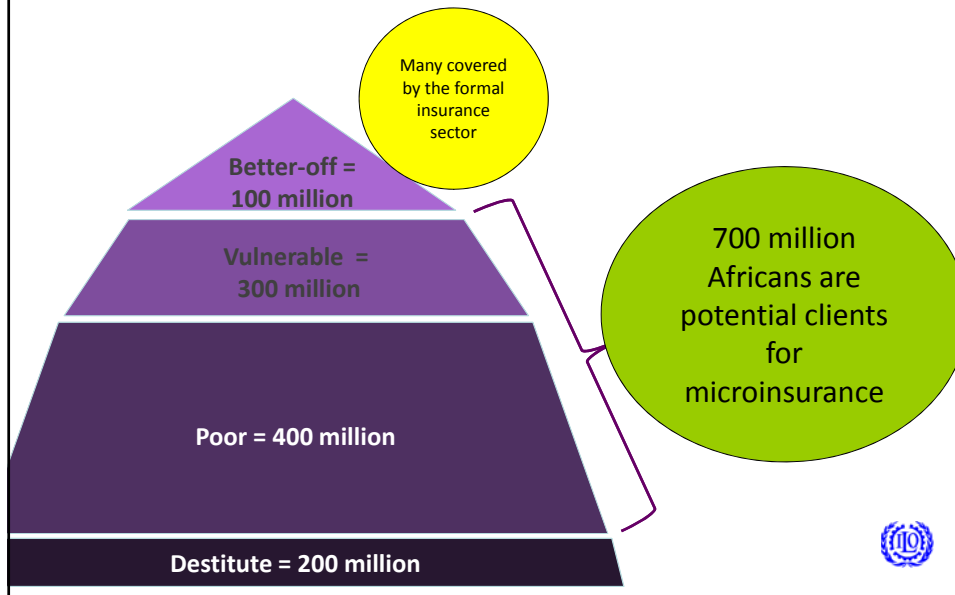 Many covered
by the formal
insurance
sector
Better-off =
100 million
Vulnerable =
300 million
700 million
Africans are
potential clients
for
microinsurance
Poor = 400 million
Destitute = 200 million
ILO